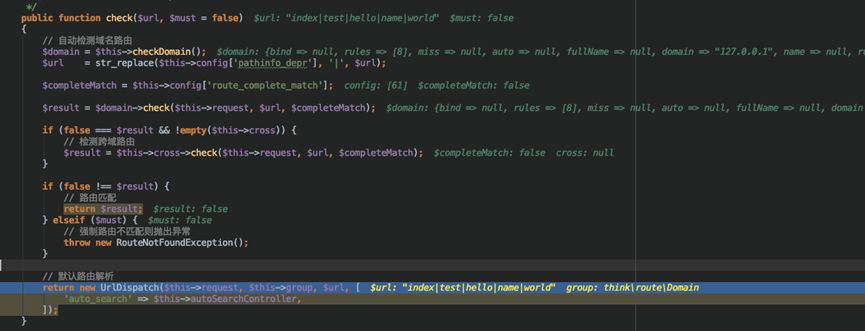 */
public function check($url, $must = false)  $url: "index|test|hello|name|world"  $must: false
{
// 自动检测域名路由
$domain = $this->checkDomain();  $domain: {bind => null, rules => [8], miss => null, auto => null, fullName => null, domain => "127.0.0.1", name => null, ru
$url    = str_replace($this->config['pathinfo_depr'], '|', $url);
$completeMatch = $this->config['route_complete_match'];  config: [61]  $completeMatch: false
$result = $domain->check($this->request, $url, $completeMatch);  $domain: {bind => null, rules => [8], miss => null, auto => null, fullName => null, domain
if (false === $result && !empty($this->cross)) {
// 检测跨域路由
$result = $this->cross->check($this->request, $url, $completeMatch);  $completeMatch: false  cross: null
}
if (false !== $result) {
// 路由匹配
return $result;  $result: false
} elseif ($must) {  $must: false
// 强制路由不匹配则抛出异常
throw new RouteNotFoundException();
}
// 默认路由解析
return new UrlDispatch($this->request, $this->group, $url, [  $url: "index|test|hello|name|world"  group: think\route\Domain
'auto_search' => $this->autoSearchController,
]);
}